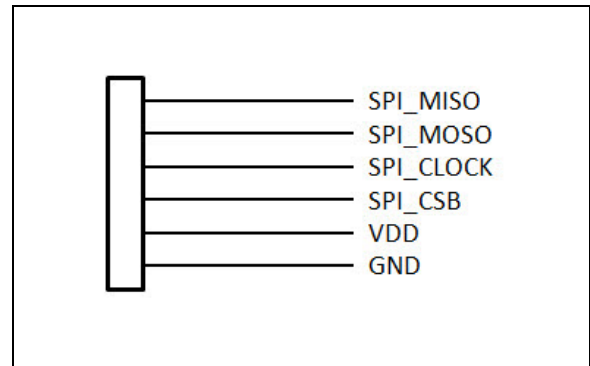 SPI_MISO
SPI_MOSO
SPI_CLOCK
SPI_CSB
VDD
GND